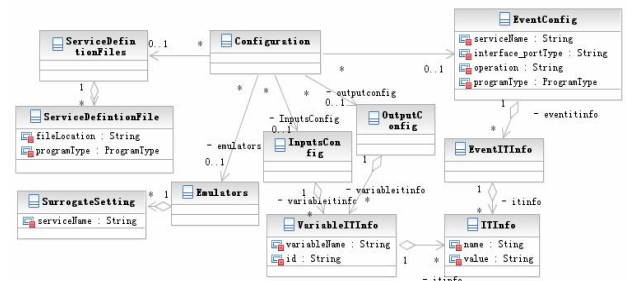 EventConfig
serviceName : String
interface_portType : String
operation : String
programType : ProgramType
ServiceDefin
tionFiles
0..1
*
Configuration
*
0..1
1
*
ServiceDefintionFile
fileLocation : String
programType : ProgramType
*
*
*
*
- outputconfig
0..1
- InputsConfig
0..1
OutputC
onfig
InputsCon
fig
- emulators
0..1
1
- eventitinfo
*
EventITInfo
SurrogateSetting
serviceName : String
*
1
Emulators
1
1
- variableitinfo
- variableitinfo
*
*
1
- itinfo
*
VariableITInfo
variableName : String
id : String
1
*
- itinfo
ITInfo
name : Sting
value : String